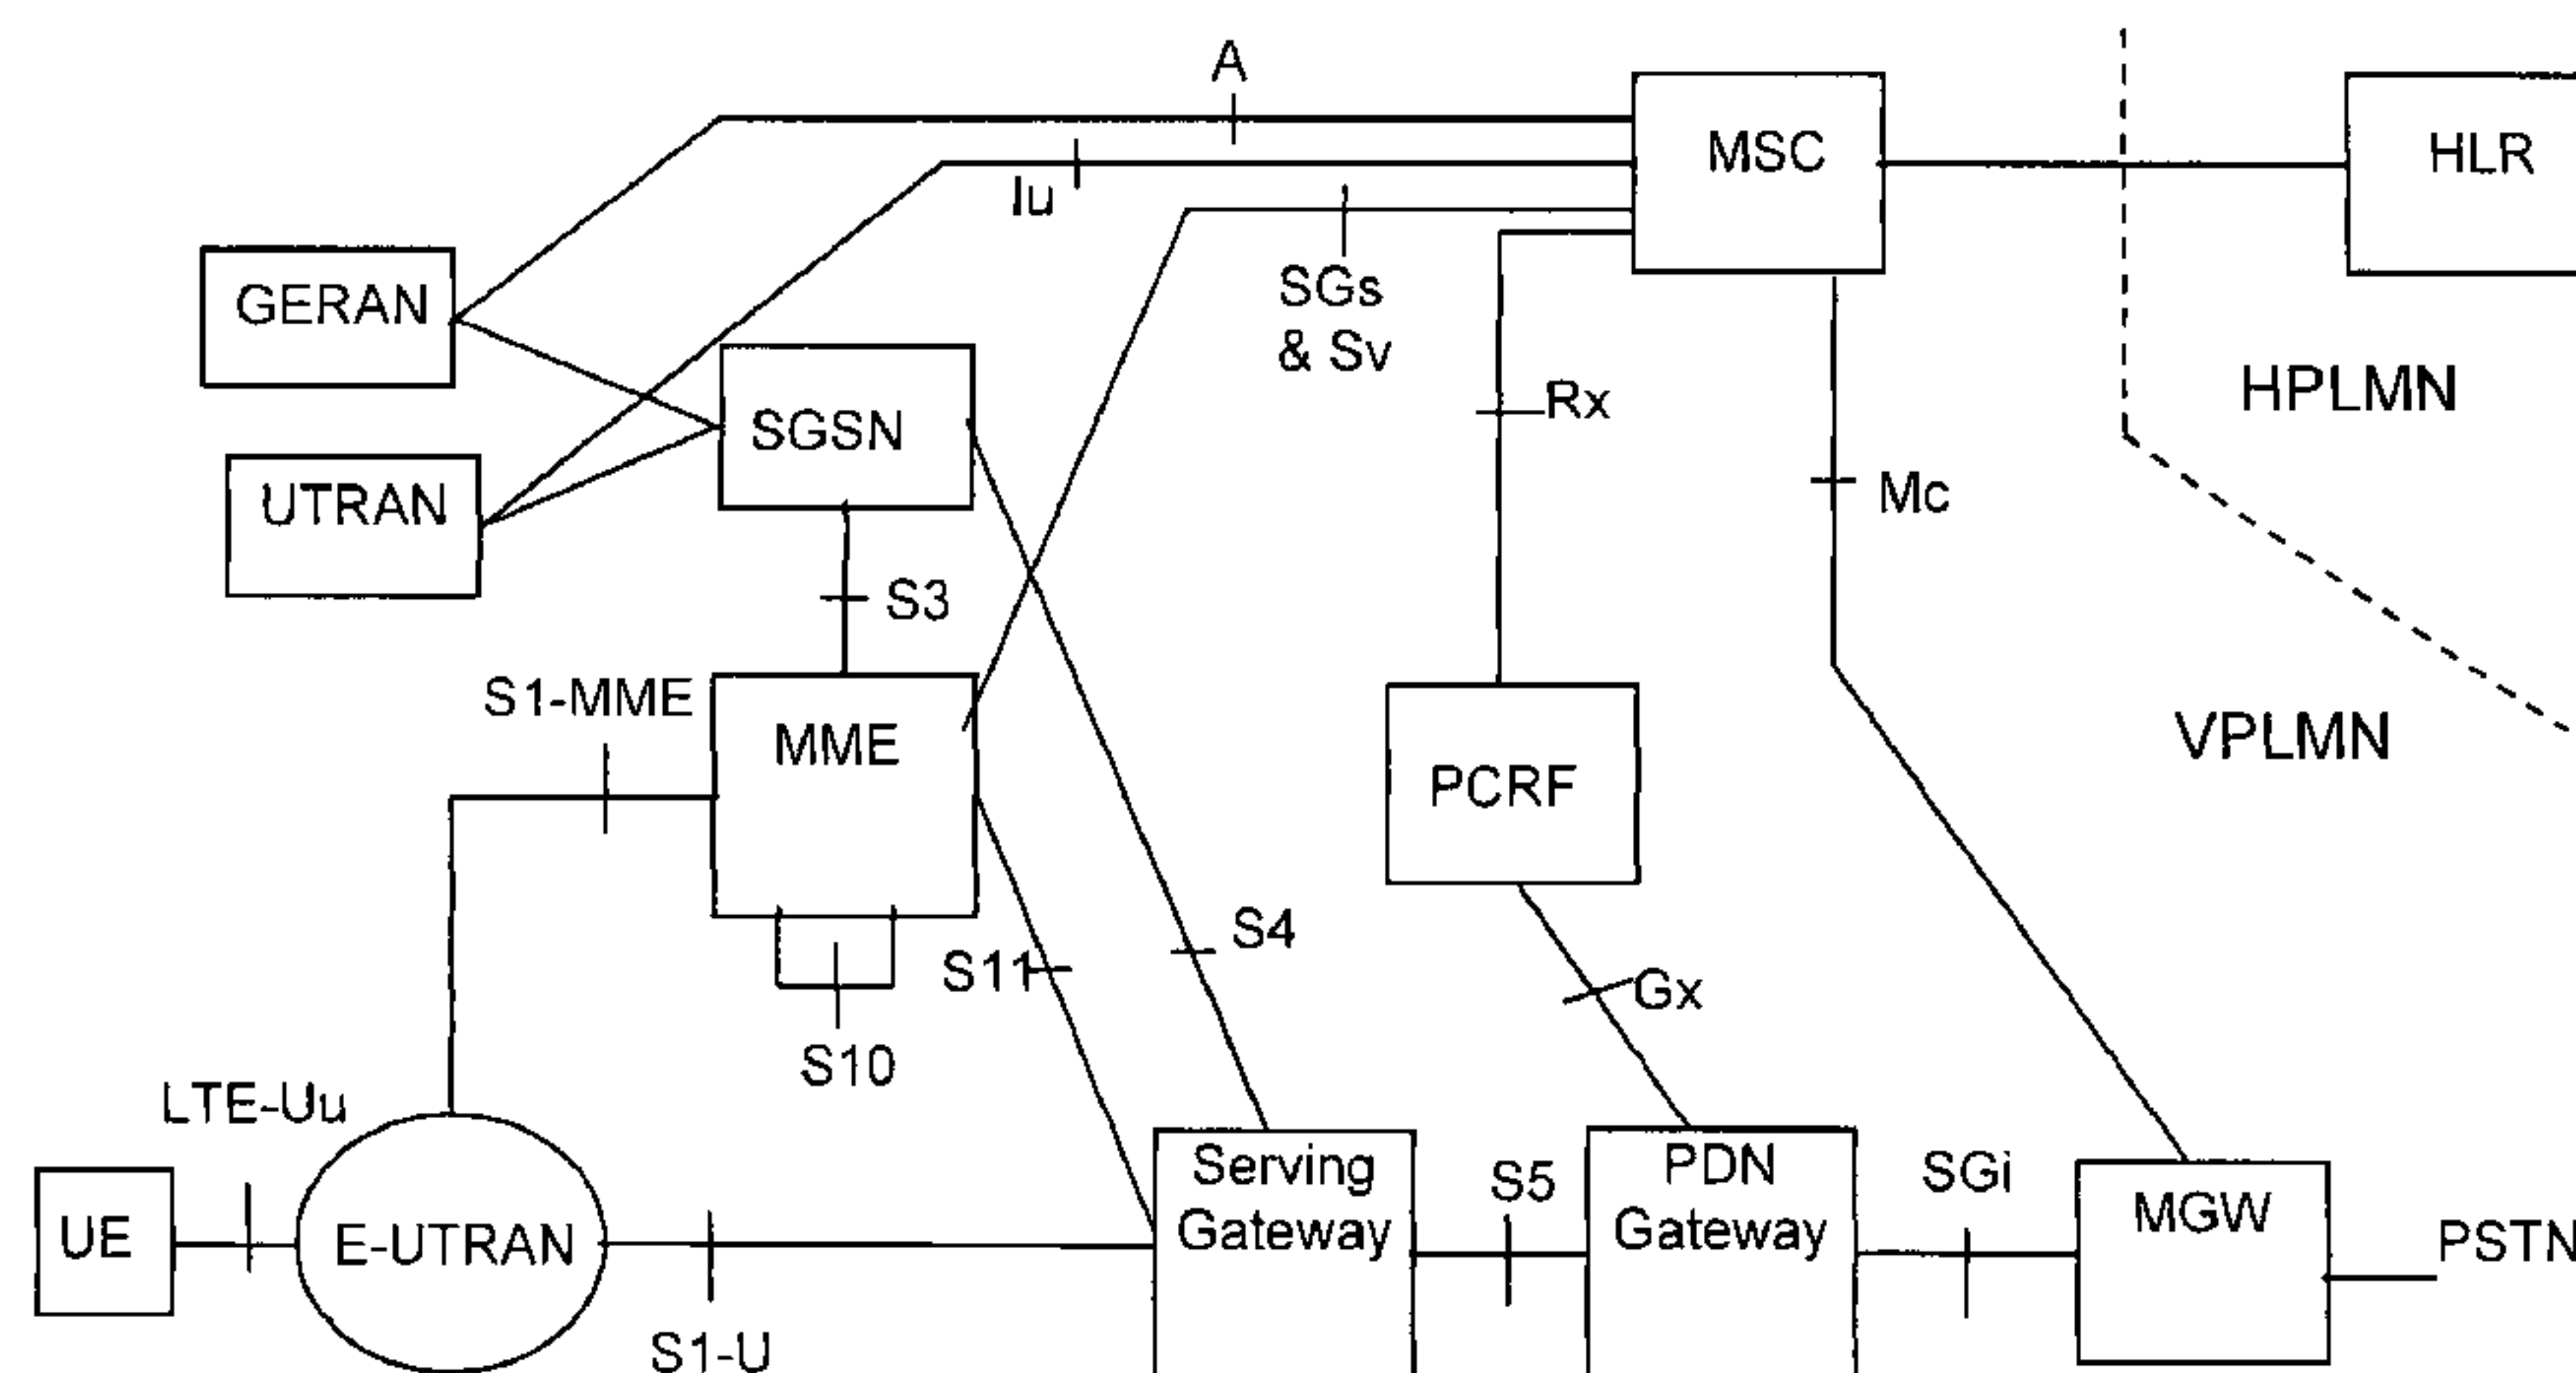 A
MSC
HLR
Iu
SGs
& Sv
GERAN
HPLMN
Rx
SGSN
Mc
UTRAN
S3
S1-MME
MME
VPLMN
PCRF
S4
S11
Gx
S10
LTE-Uu
Serving
Gateway
PDN
Gateway
S5
SGi
MGW
UE
E-UTRAN
PSTN
S1-U